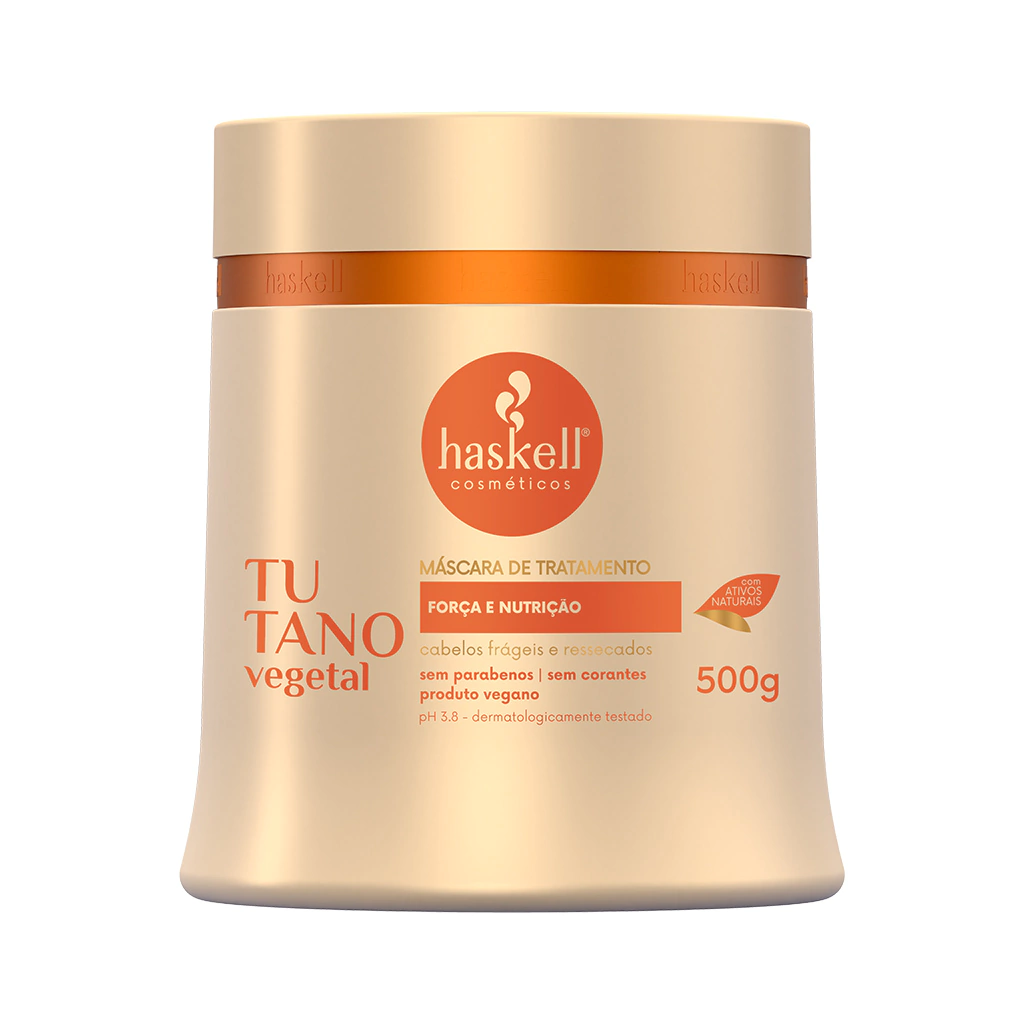 haskell haskell
haskell®
cosméticos
TU
TANO
vegetal
MÁSCARA DE TRATAMENTO
FORÇA E NUTRIÇÃO
cabelos frágeis e ressecados
sem parabenos | sem corantes
produto vegano
pH 3.8 - dermatologicamente testado
com
ATIVOS
NATURAIS
500g